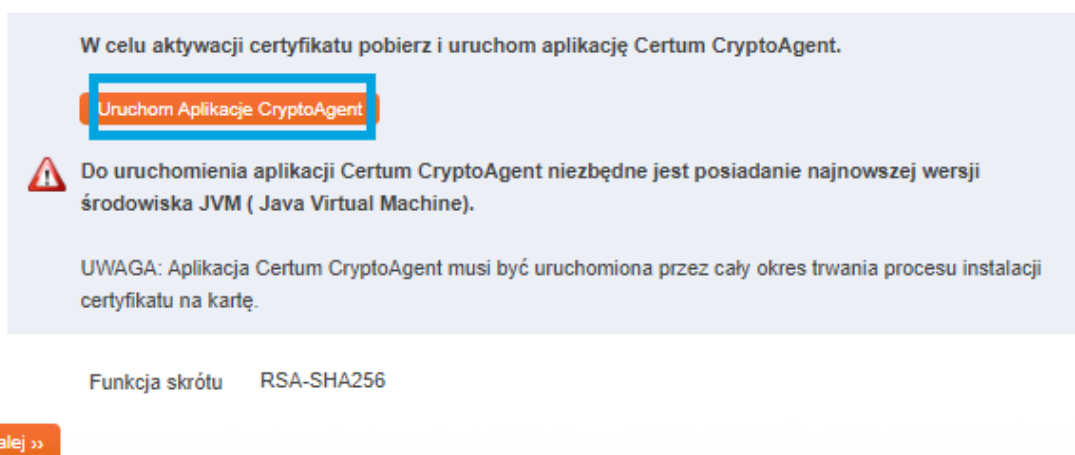 W celu aktywacji certyfikatu pobierz i uruchom aplikację Certum CryptoAgent.
Uruchom Aplikacje CryptoAgent
Do uruchomienia aplikacji Certum CryptoAgent niezbędne jest posiadanie najnowszej wersji
środowiska JVM ( Java Virtual Machine).
UWAGA: Aplikacja Certum CryptoAgent musi być uruchomiona przez cały okres trwania procesu instalacji
certyfikatu na kartę.
Funkcja skrótu RSA-SHA256
alej ››